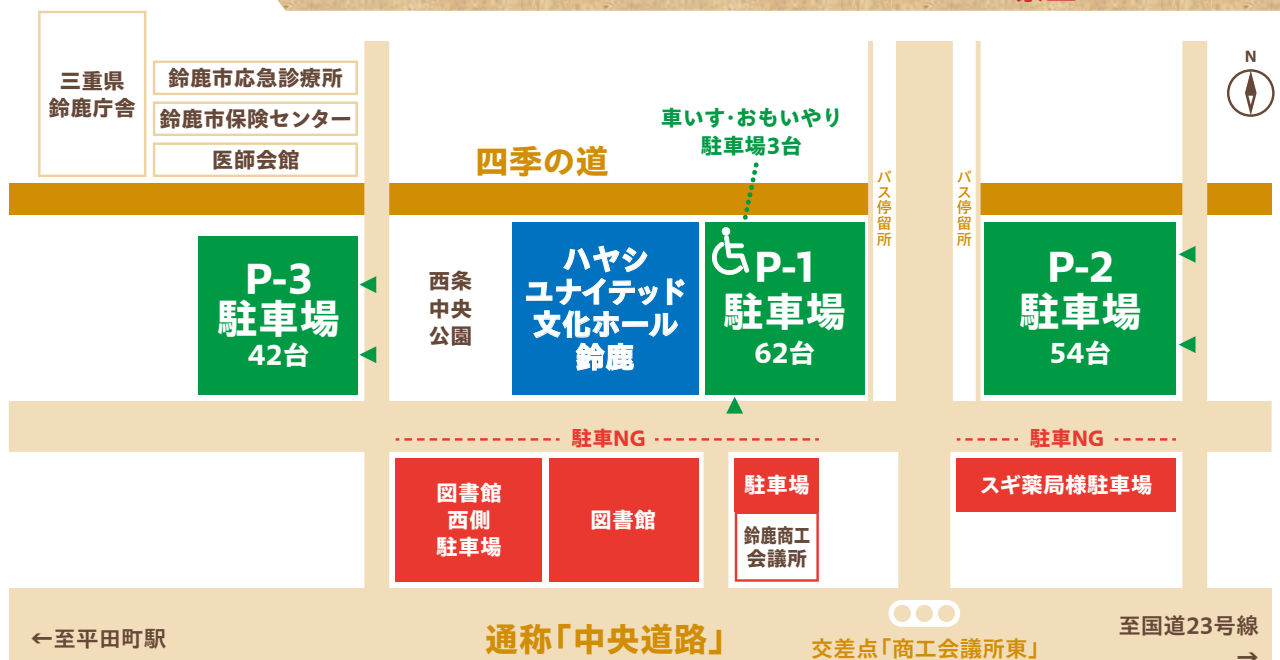 三重県
鈴鹿庁舎
鈴鹿市応急診療所
鈴鹿市保険センター
医師会館
四季の道
車いす・おもいやり
駐車場3台
バス停留所
バス停留所
N
P-3
駐車場
42台
西条
中央
公園
ハヤシ
ユナイテッド
文化ホール
鈴鹿
P-1
駐車場
62台
P-2
駐車場
54台
駐車NG
駐車NG
図書館
西側
駐車場
図書館
駐車場
鈴鹿商工
会議所
スギ薬局様駐車場
←至平田町駅
通称「中央道路」
交差点「商工会議所東」
至国道23号線
→